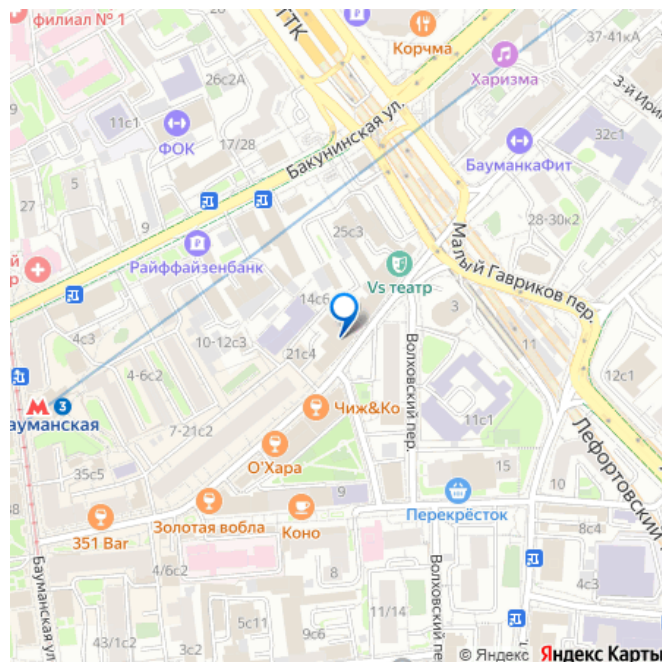 филиал № 1
ТТК
Корчма
37-41кА
Харизма
3-й Ирин
26с2А
11с1
ФОК
17/28
Бакунинская ул.
32с1
БауманкаФит
5
27
9
28-30к2
25с3
Малый Гавриков пер.
й
р
Райффайзенбанк
Vs театр
14с6
3
4с3
10-12с3
21с4
11
12с1
4-6с2
Волховский пер.
3
ауманская
7-21с2
Чиж&Ко
11с1
Лефортовский
О'Хара
35с5
15
10
9
38
351 Bar
Золотая вобла
Коно
Перекрёсток
8с4
Бауманская ул
4/6с2
8
Волховский пер
4с3
11/14
5с11
9с6
43/1с2
3с2
© Яндекс Яндекс Карты